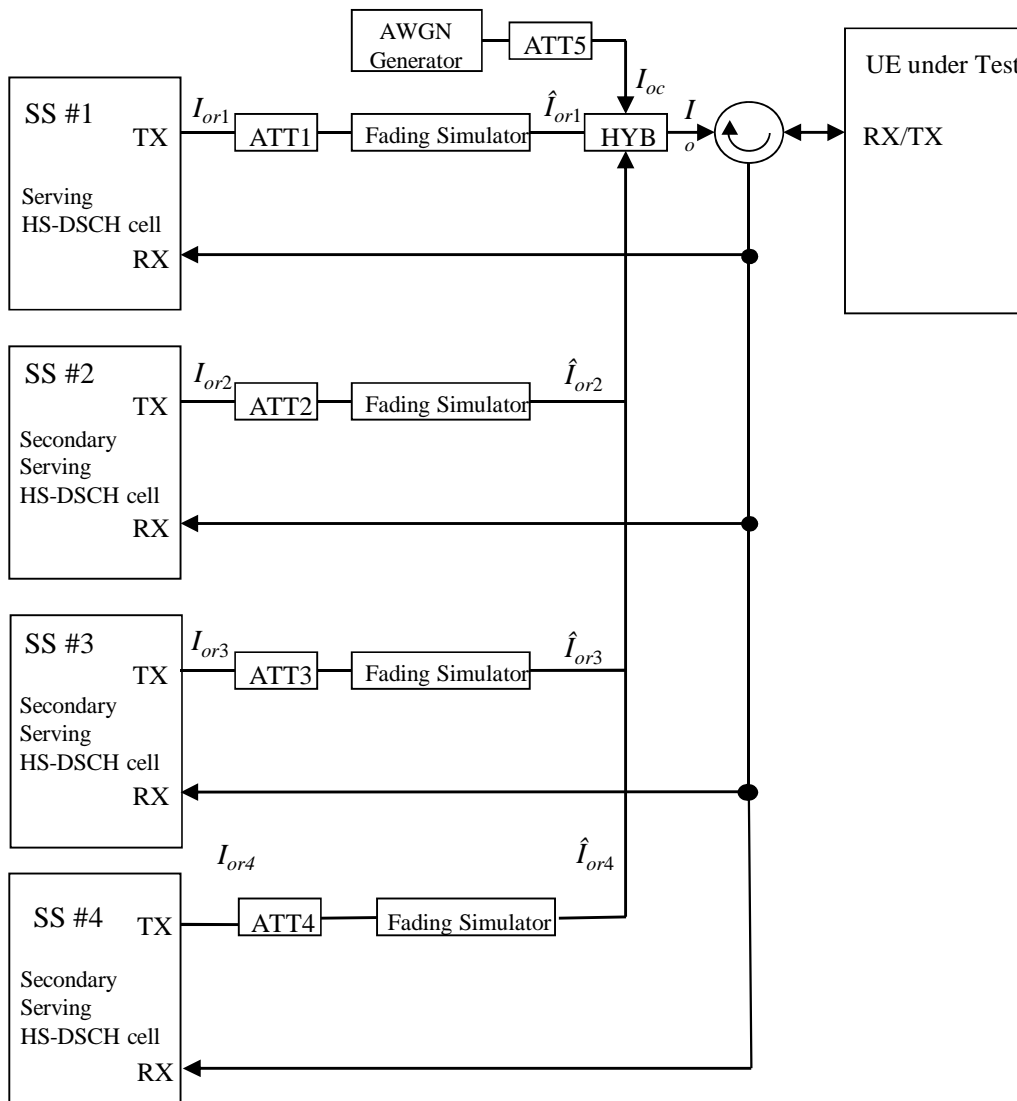 AWGN
Generator
ATT5
I_oc
UE under Test
RX/TX
SS #1
TX
I_or1
ATT1
Fading Simulator
Î_or1
HYB
I
o
Serving
HS-DSCH cell
RX
SS #2
TX
I_or2
ATT2
Fading Simulator
Î_or2
Secondary
Serving
HS-DSCH cell
RX
SS #3
TX
I_or3
ATT3
Fading Simulator
Î_or3
Secondary
Serving
HS-DSCH cell
RX
SS #4
TX
I_or4
ATT4
Fading Simulator
Î_or4
Secondary
Serving
HS-DSCH cell
RX